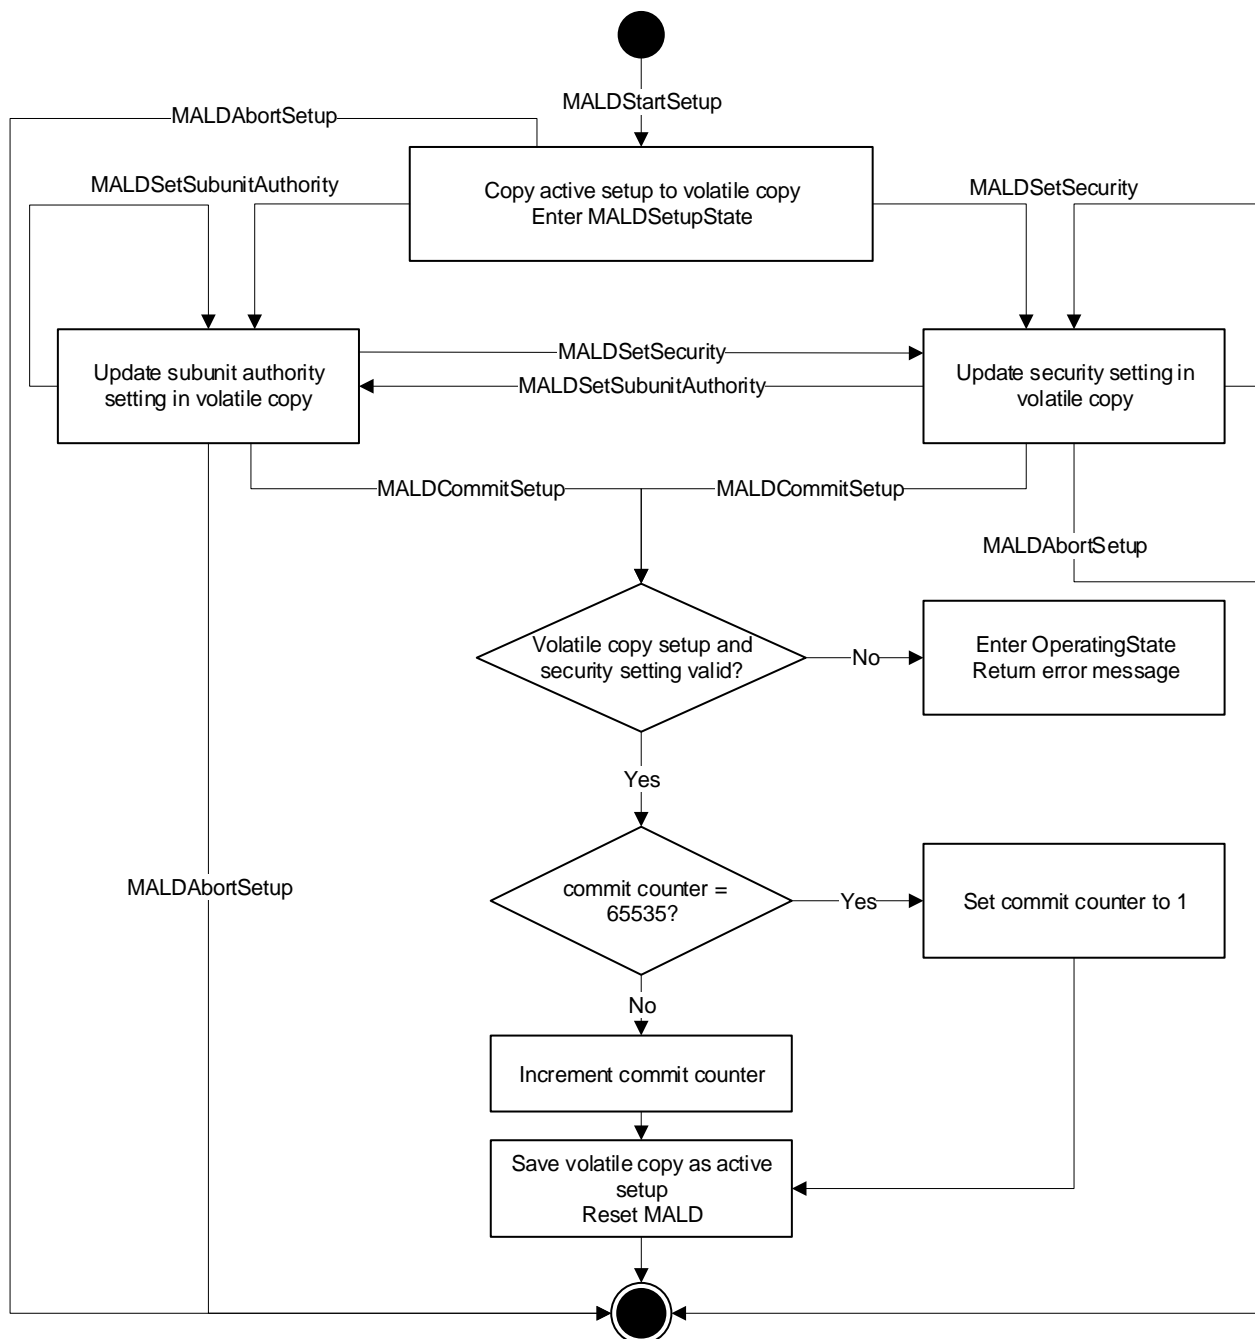 MALDStartSetup
MALDAbortSetup
MALDSetSubunitAuthority
Copy active setup to volatile copy
Enter MALDSetupState
MALDSetSecurity
Update subunit authority
setting in volatile copy
MALDSetSecurity
MALDSetSubunitAuthority
Update security setting in
volatile copy
MALDCommitSetup
MALDCommitSetup
MALDAbortSetup
Volatile copy setup and
security setting valid?
No
Enter OperatingState
Return error message
Yes
MALDAbortSetup
commit counter =
65535?
Yes
Set commit counter to 1
No
Increment commit counter
Save volatile copy as active
setup
Reset MALD